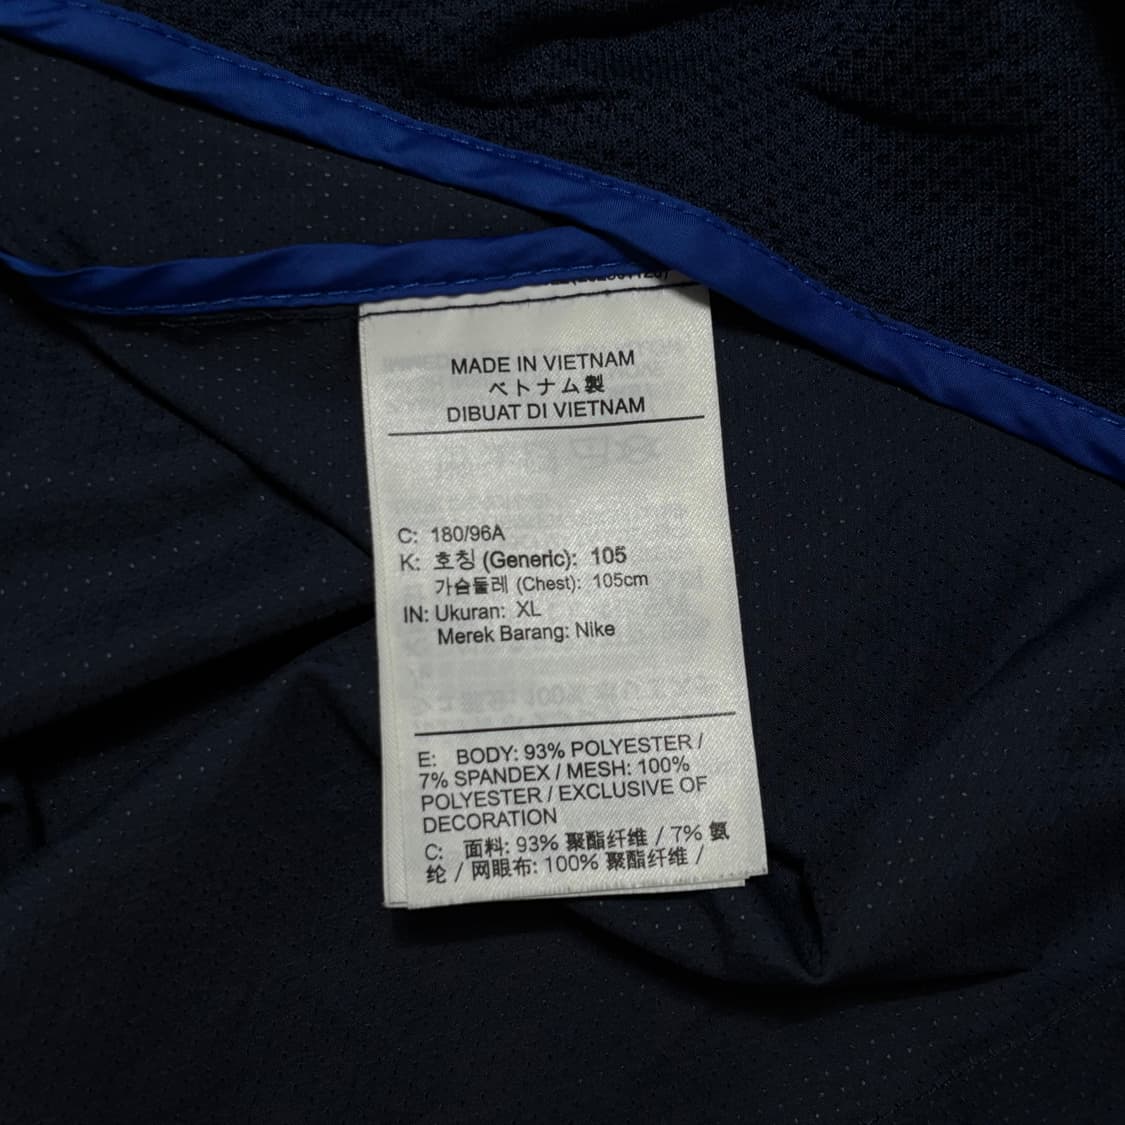 MADE IN VIETNAM
ベトナム製
DIBUAT DI VIETNAM
C: 180/96A
K: 호칭 (Generic): 105
가슴둘레 (Chest): 105cm
IN: Ukuran: XL
Merek Barang: Nike
E: BODY: 93% POLYESTER /
7% SPANDEX / MESH: 100%
POLYESTER / EXCLUSIVE OF
DECORATION
C: 面料: 93% 聚酯纤维 / 7% 氨
纶 / 网眼布: 100% 聚酯纤维 /